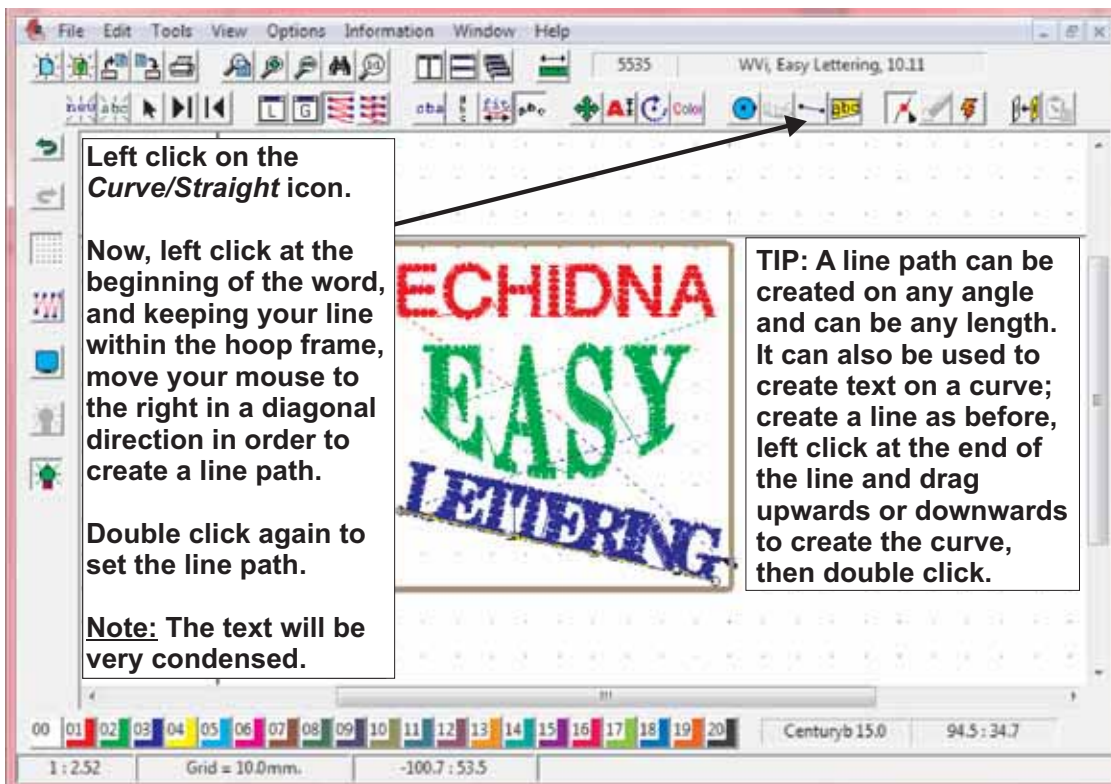 File Edit Tools View Options Information Window Help
5535 WVi, Easy Lettering, 10.11
abc Color abc
Left click on the
Curve/Straight icon.
Now, left click at the
beginning of the word,
and keeping your line
within the hoop frame,
move your mouse to
the right in a diagonal
direction in order to
create a line path.
Double click again to
set the line path.
Note: The text will be
very condensed.
ECHIDNA
EASY
LETTERING
TIP: A line path can be
created on any angle
and can be any length.
It can also be used to
create text on a curve;
create a line as before,
left click at the end of
the line and drag
upwards or downwards
to create the curve,
then double click.
00 01 02 03 04 05 06 07 08 09 10 11 12 13 14 15 16 17 18 19 20 Centuryb 15.0 94.5 : 34.7
1 : 2.52 Grid = 10.0mm. -100.7 : 53.5